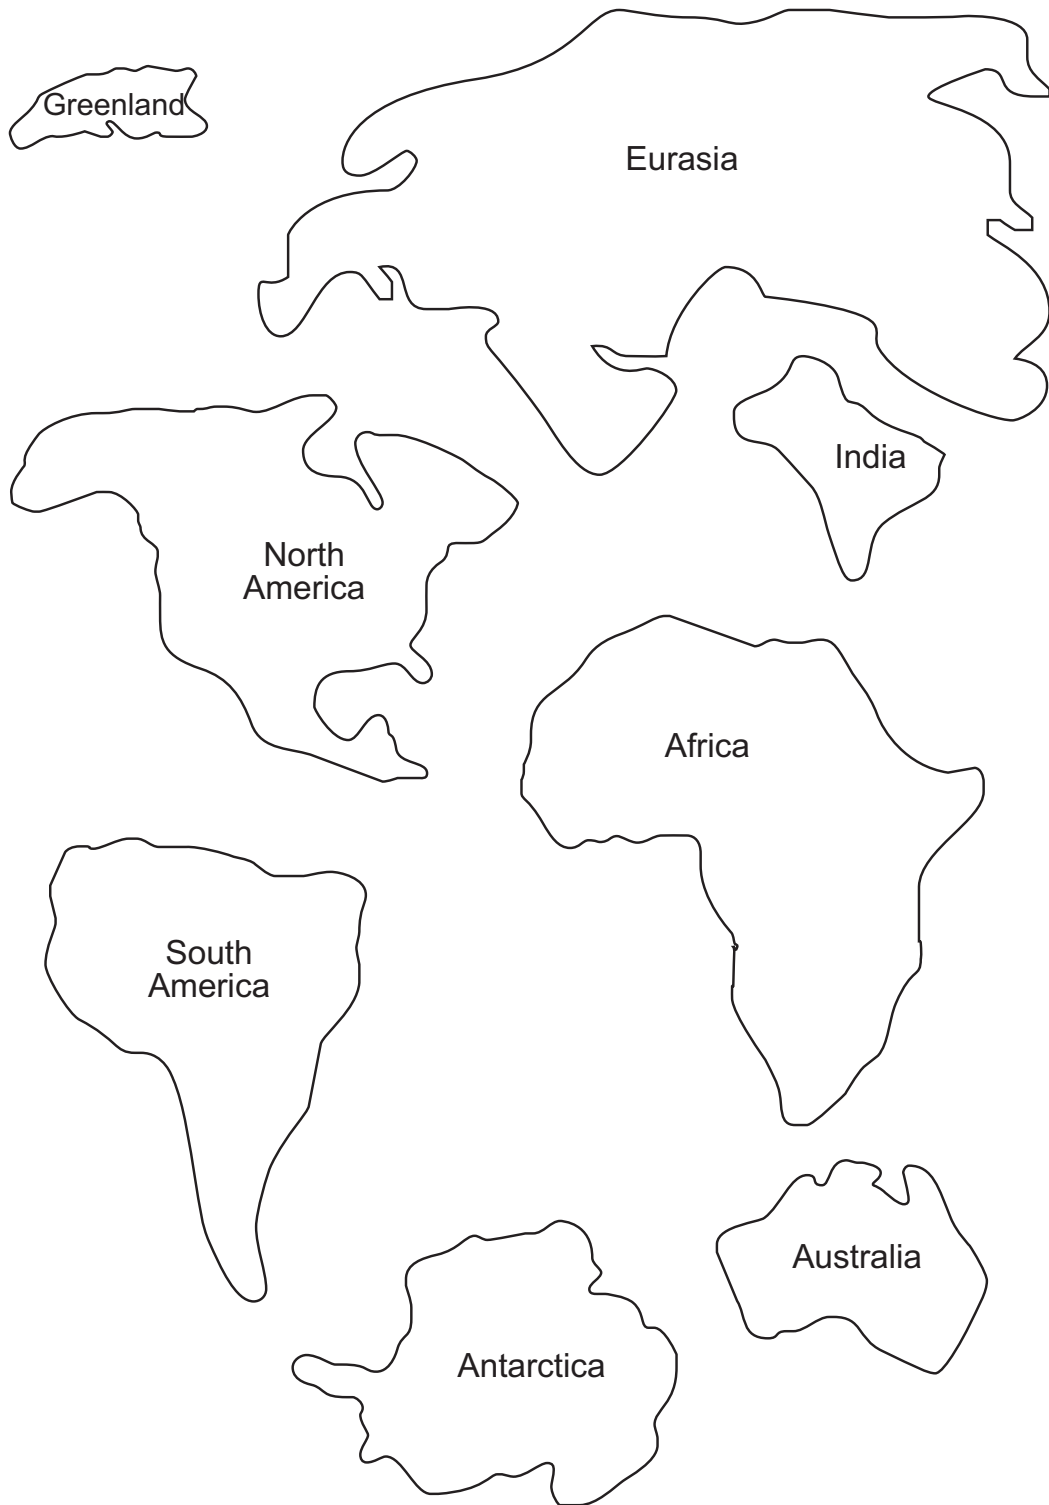 Greenland
Eurasia
India
North
America
Africa
South
America
Australia
Antarctica